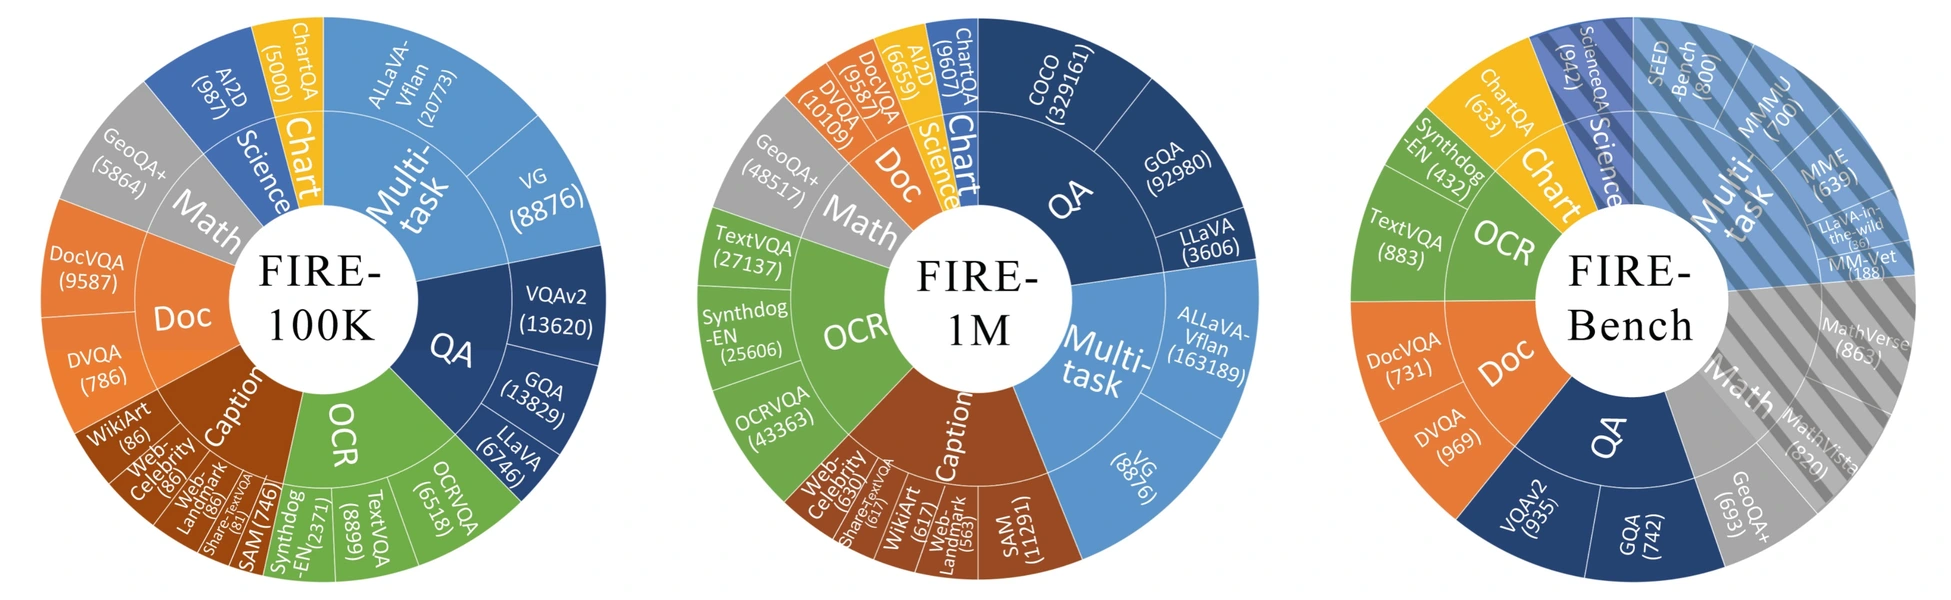 FIRE-
100K
Multi-
task
ALLaVA-
Vflan
(20773)
VG
(8876)
QA
VQAv2
(13620)
GQA
(13829)
LLaVA
(6746)
OCR
OCRVQA
(6518)
TextVQA
(8899)
Synthdog
-EN(2371)
Caption
SAM(746)
Share-TextVQA
(81)
Web-
Landmark
(86)
Web-
Celebrity
(86)
WikiArt
(86)
Doc
DVQA
(786)
DocVQA
(9587)
Math
GeoQA+
(5864)
Science
AI2D
(987)
Chart
ChartQA
(5000)
FIRE-
1M
QA
COCO
(329161)
GQA
(92980)
LLaVA
(3606)
Multi-
task
ALLaVA-
Vflan
(163189)
VG
(8876)
Caption
SAM
(11291)
Web-
Landmark
(563)
WikiArt
(617)
Share-TextVQA
(617)
Web-
Celebrity
(630)
OCR
OCRVQA
(43363)
Synthdog
-EN
(25606)
TextVQA
(27137)
Math
GeoQA+
(48517)
Doc
DVQA
(10109)
DocVQA
(9587)
Science
AI2D
(6659)
Chart
ChartQA
(9607)
FIRE-
Bench
Multi-
task
SEED
-Bench
(800)
MMMU
(700)
MME
(639)
LLaVA-in-
the-wild
(86)
MM-Vet
(188)
Math
MathVerse
(863)
MathVista
(820)
GeoQA+
(693)
QA
GQA
(742)
VQAv2
(935)
Doc
DVQA
(969)
DocVQA
(731)
OCR
TextVQA
(883)
Synthdog
-EN (432)
Chart
ChartQA
(633)
Science
ScienceQA
(942)